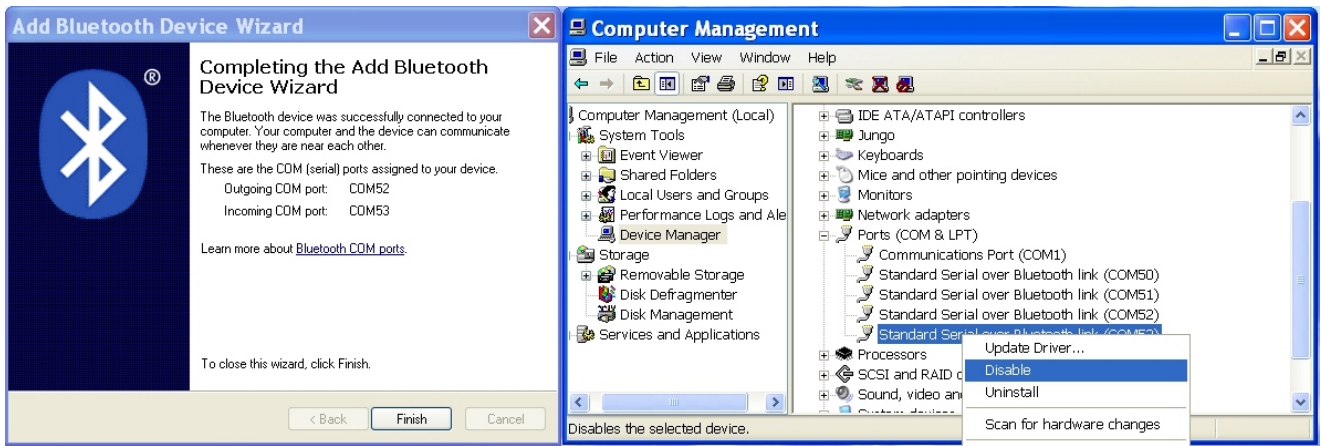 Add Bluetooth Device Wizard
®
Completing the Add Bluetooth
Device Wizard
The Bluetooth device was successfully connected to your
computer. Your computer and the device can communicate
whenever they are near each other.
These are the COM (serial) ports assigned to your device.
Outgoing COM port: COM52
Incoming COM port: COM53
Learn more about Bluetooth COM ports.
To close this wizard, click Finish.
< Back Finish Cancel
Computer Management
File Action View Window Help
Computer Management (Local)
System Tools
Event Viewer
Shared Folders
Local Users and Groups
Performance Logs and Ale
Device Manager
Storage
Removable Storage
Disk Defragmenter
Disk Management
Services and Applications
IDE ATA/ATAPI controllers
Jungo
Keyboards
Mice and other pointing devices
Monitors
Network adapters
Ports (COM & LPT)
Communications Port (COM1)
Standard Serial over Bluetooth link (COM50)
Standard Serial over Bluetooth link (COM51)
Standard Serial over Bluetooth link (COM52)
Standard Serial over Bluetooth link (COM53)
Processors
SCSI and RAID
Sound, video an
Update Driver...
Disable
Uninstall
Scan for hardware changes
Disables the selected device.